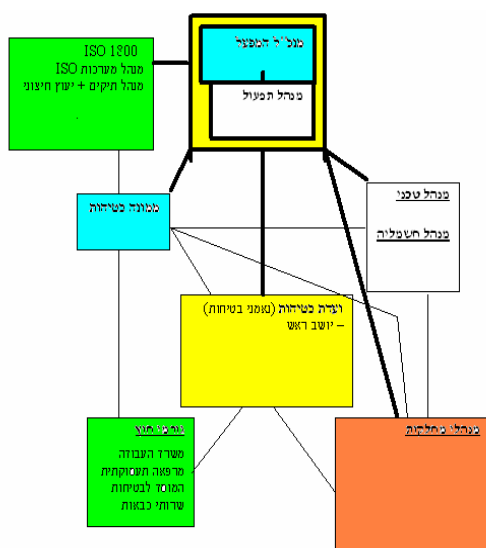 מנכ"ל המפעל
מנהל תפעול
ISO 1800
מנהל מערכות ISO
מנהל תיקים + יעוץ חיצוני
ממונה בטיחות
מנהל טכני
מנהל חשמליה
ועדת בטיחות (נאמני בטיחות)
– יושב ראש
גורמי חוץ
משרד העבודה
מרפאה תעסוקתית
המוסד לבטיחות
שרותי כבאות
מנהלי מחלקות